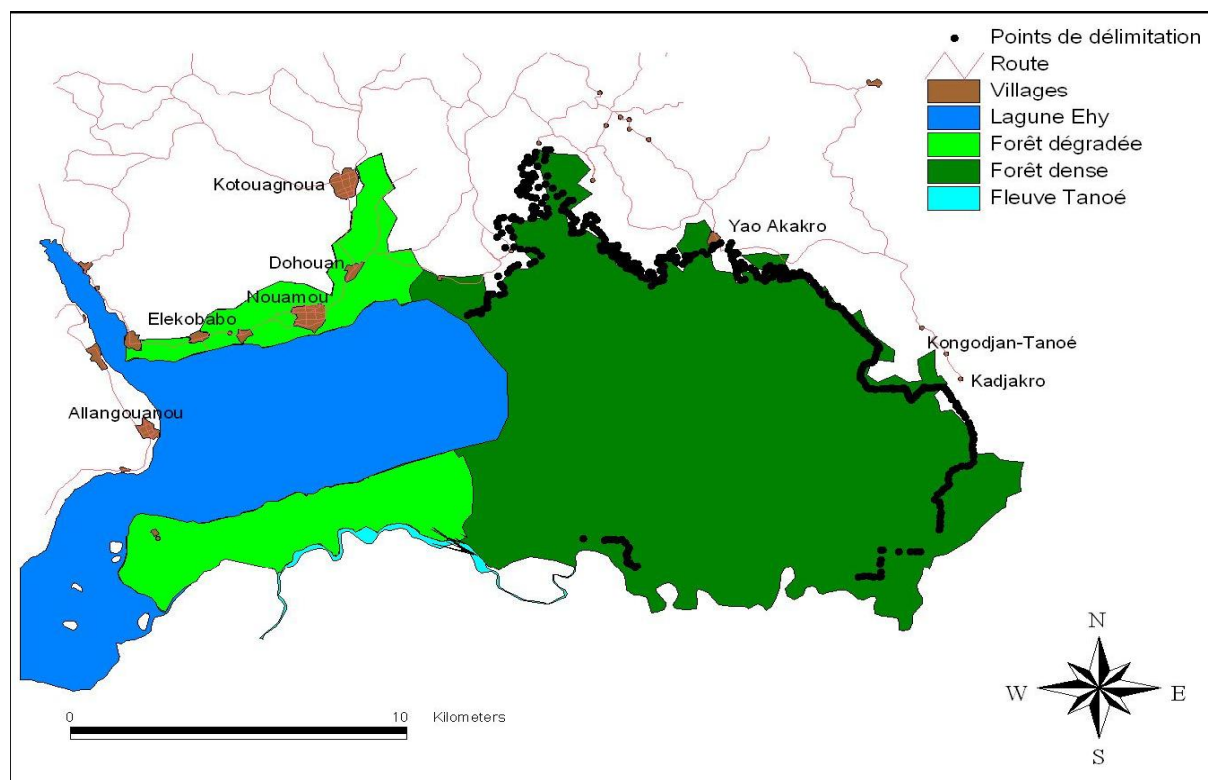 Points de délimitation
Route
Villages
Lagune Ehy
Forêt dégradée
Forêt dense
Fleuve Tanoé
Kotouagnoua
Yao Akakro
Dohouan
Nouamou
Elekobabo
Kongodjan-Tanoé
Kadjakro
Allangouanou
N
W E
S
0 10 Kilometers